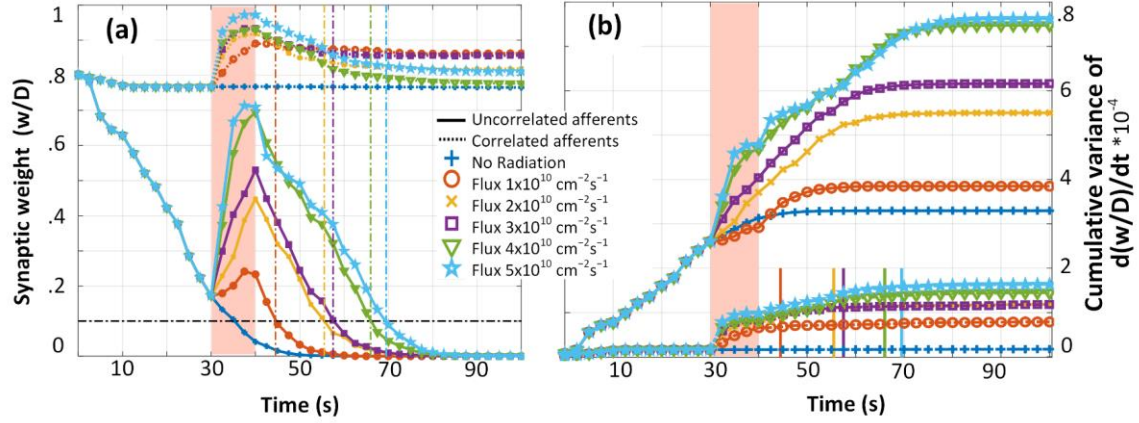 (a)
Synaptic weight (w/D)
1
.8
.6
.4
.2
0
10
30
50
70
90
Time (s)
Uncorrelated afferents
Correlated afferents
No Radiation
Flux 1x10¹⁰ cm⁻²s⁻¹
Flux 2x10¹⁰ cm⁻²s⁻¹
Flux 3x10¹⁰ cm⁻²s⁻¹
Flux 4x10¹⁰ cm⁻²s⁻¹
Flux 5x10¹⁰ cm⁻²s⁻¹
(b)
.8
6
4
2
0
Cumulative variance of
d(w/D)/dt *10⁻⁴
10
30
50
70
90
Time (s)